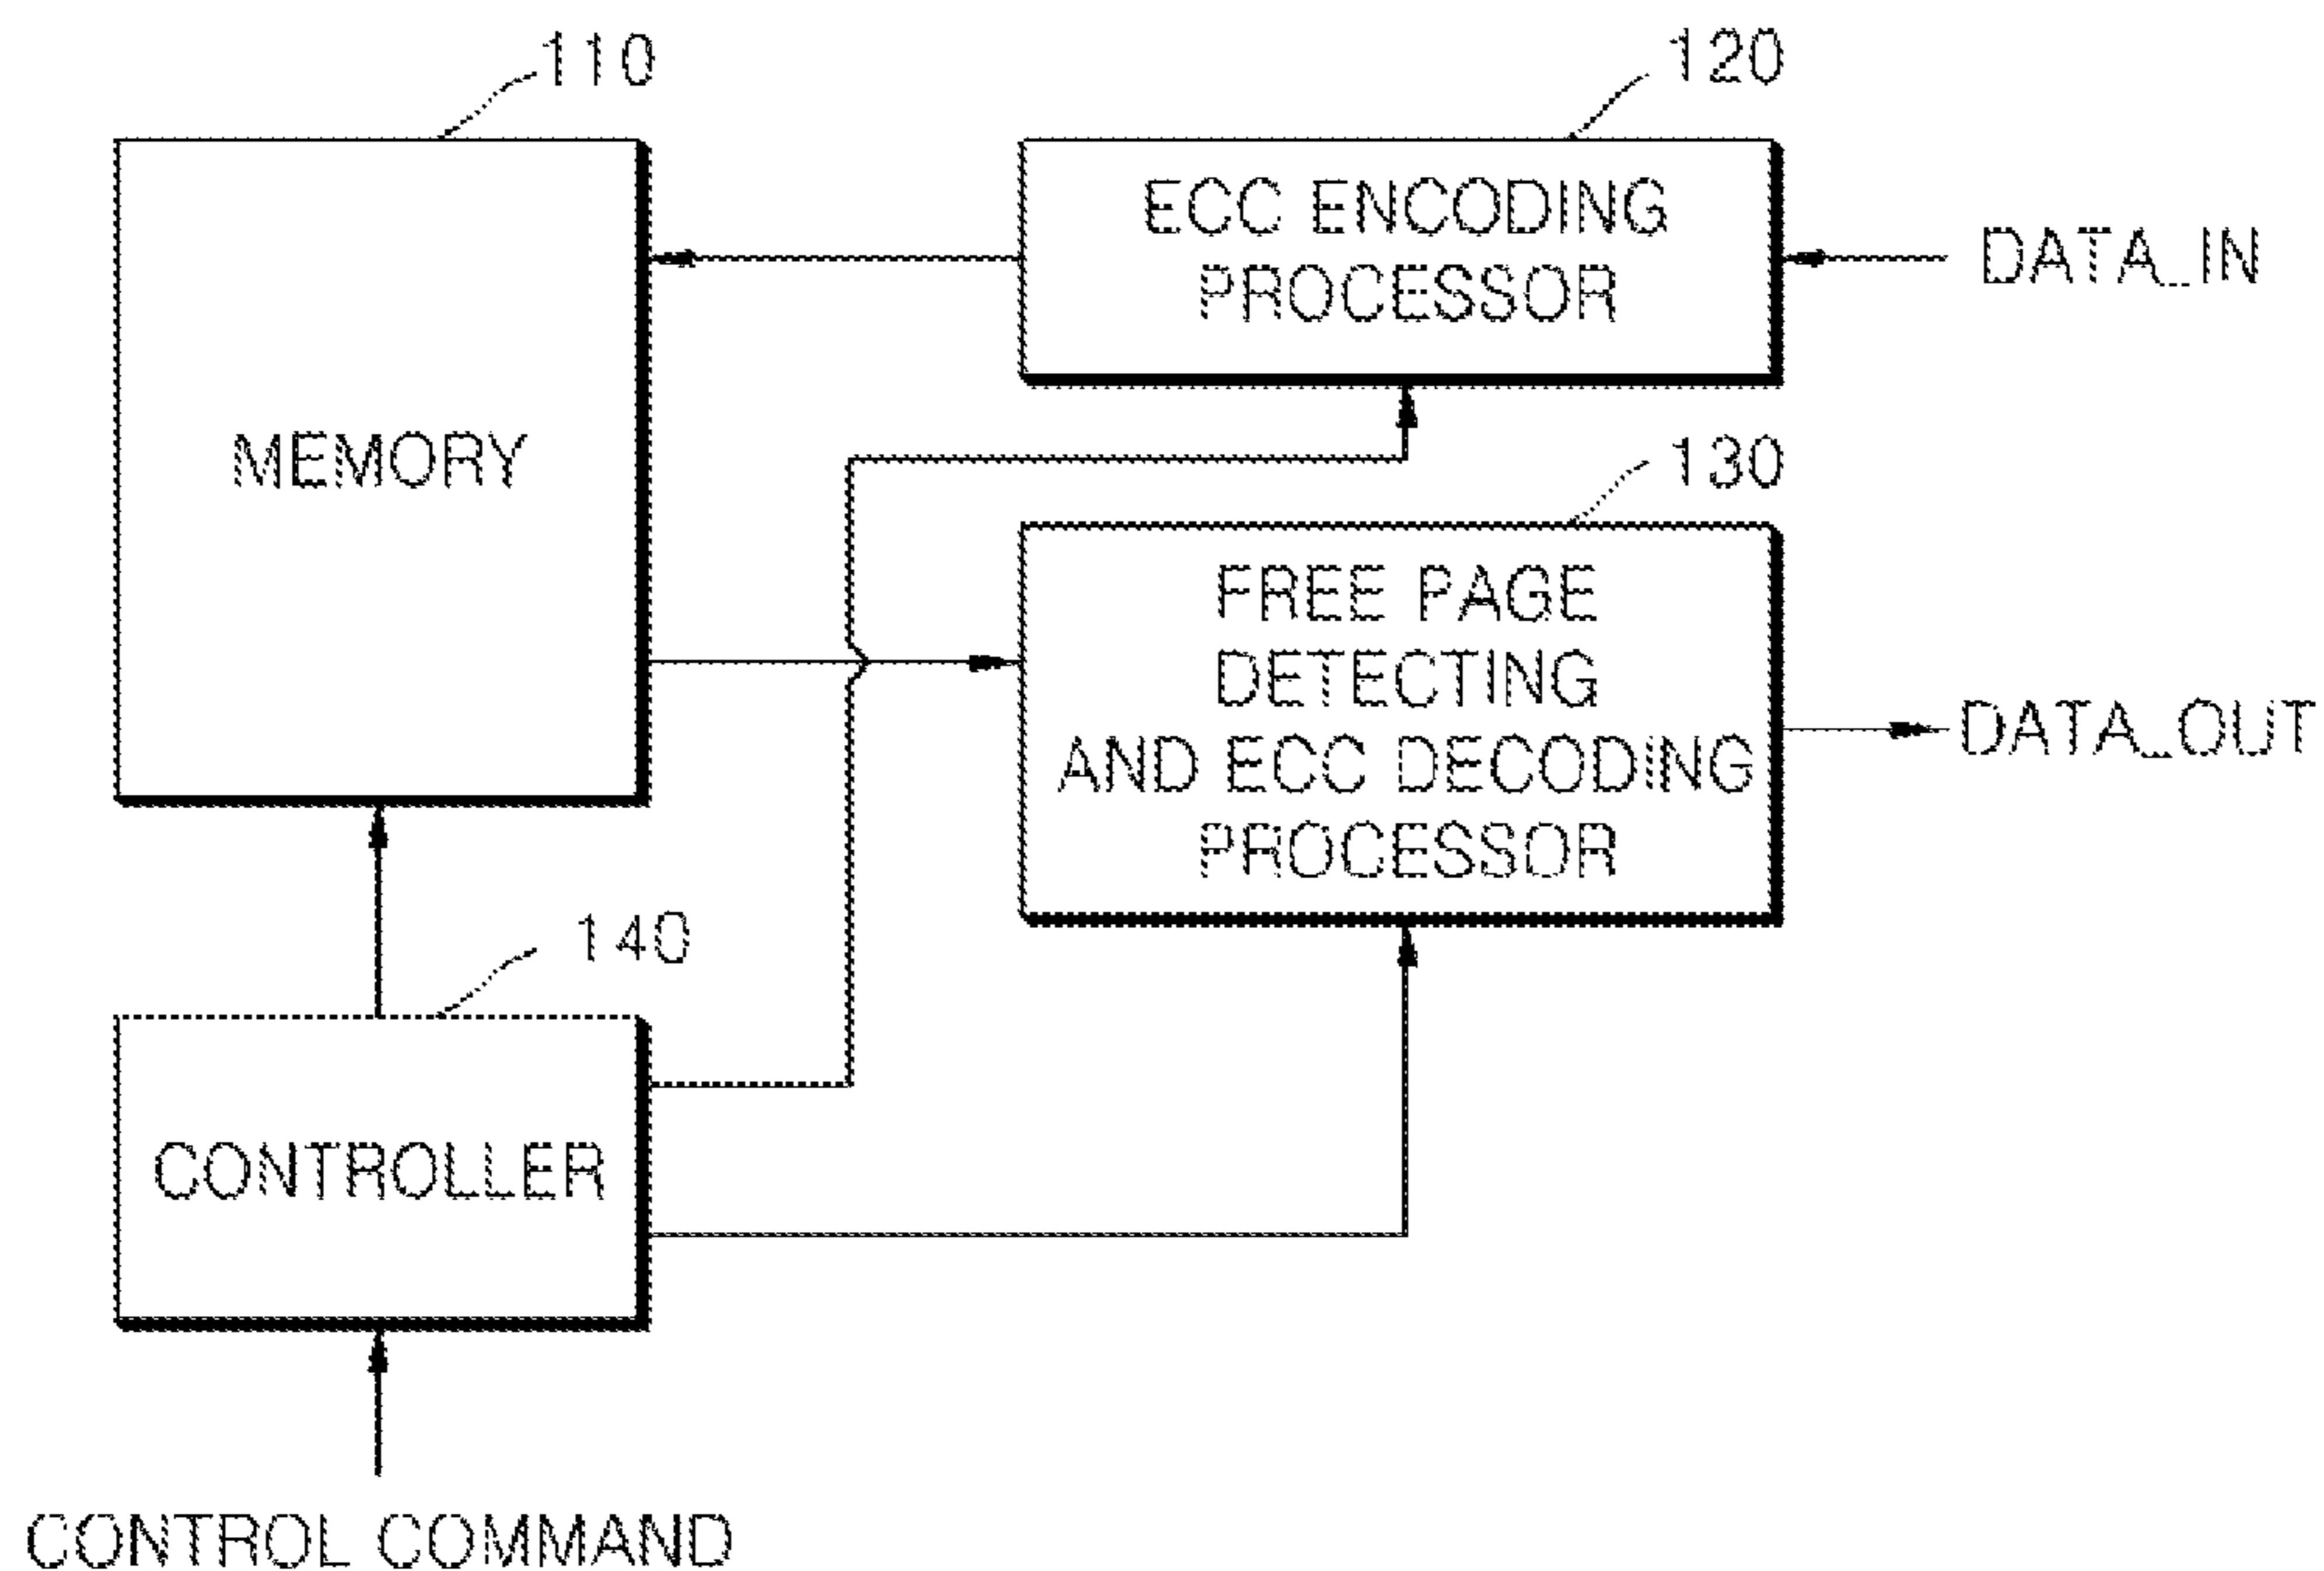 110
120
ECC ENCODING
PROCESSOR
DATA_IN
MEMORY
130
FREE PAGE
DETECTING
AND ECC DECODING
PROCESSOR
DATA_OUT
140
CONTROLLER
CONTROL COMMAND